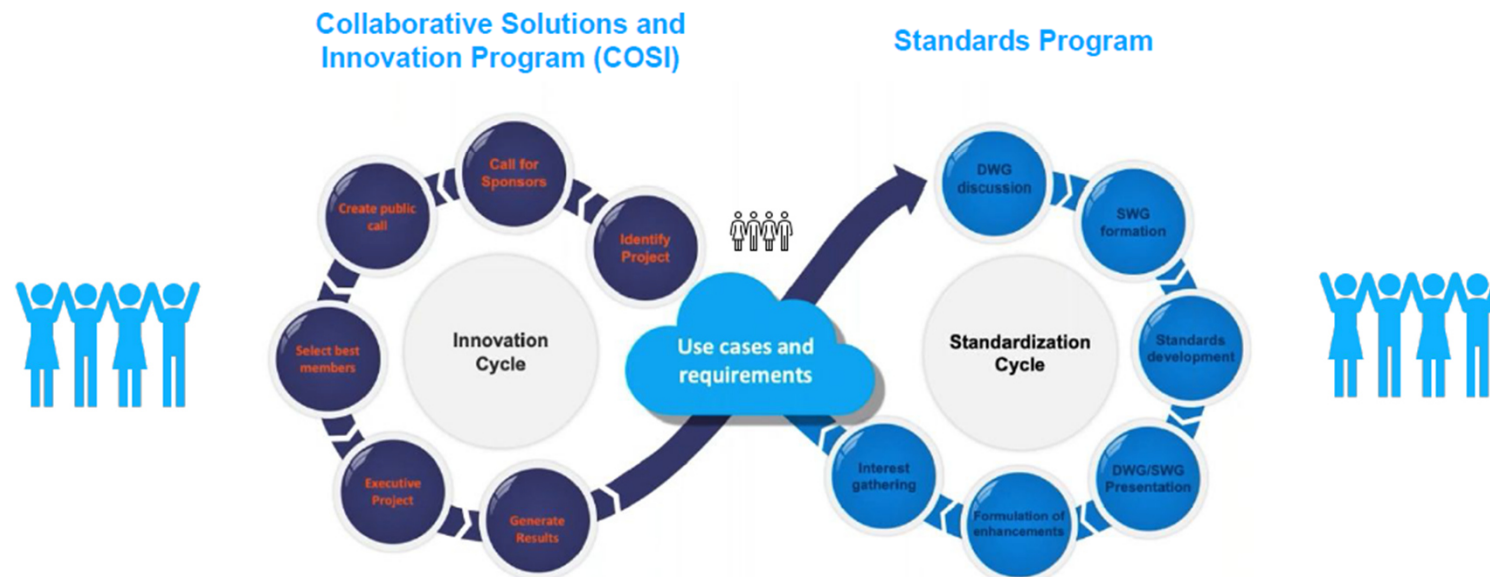 Collaborative Solutions and
Innovation Program (COSI)
Standards Program
Call for
Sponsors
Create public
call
Identify
Project
Select best
members
Innovation
Cycle
Executive
Project
Generate
Results
Use cases and
requirements
DWG
discussion
SWG
formation
Standards
development
Standardization
Cycle
DWG/SWG
Presentation
Formulation of
enhancements
Interest
gathering